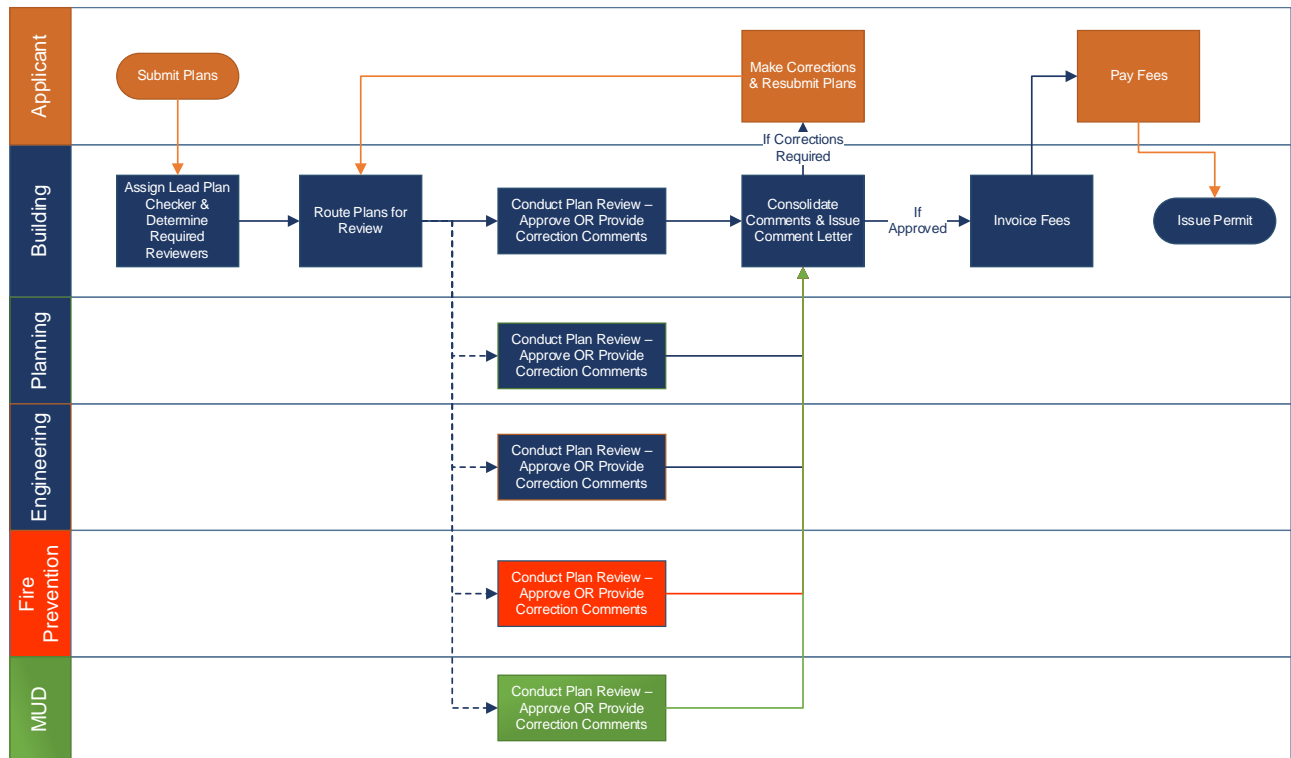 Applicant
Submit Plans
Make Corrections
& Resubmit Plans
Pay Fees
If Corrections
Required
Building
Assign Lead Plan
Checker &
Determine
Required
Reviewers
Route Plans for
Review
Conduct Plan Review –
Approve OR Provide
Correction Comments
Consolidate
Comments & Issue
Comment Letter
If
Approved
Invoice Fees
Issue Permit
Planning
Conduct Plan Review –
Approve OR Provide
Correction Comments
Engineering
Conduct Plan Review –
Approve OR Provide
Correction Comments
Fire
Prevention
Conduct Plan Review –
Approve OR Provide
Correction Comments
MUD
Conduct Plan Review –
Approve OR Provide
Correction Comments